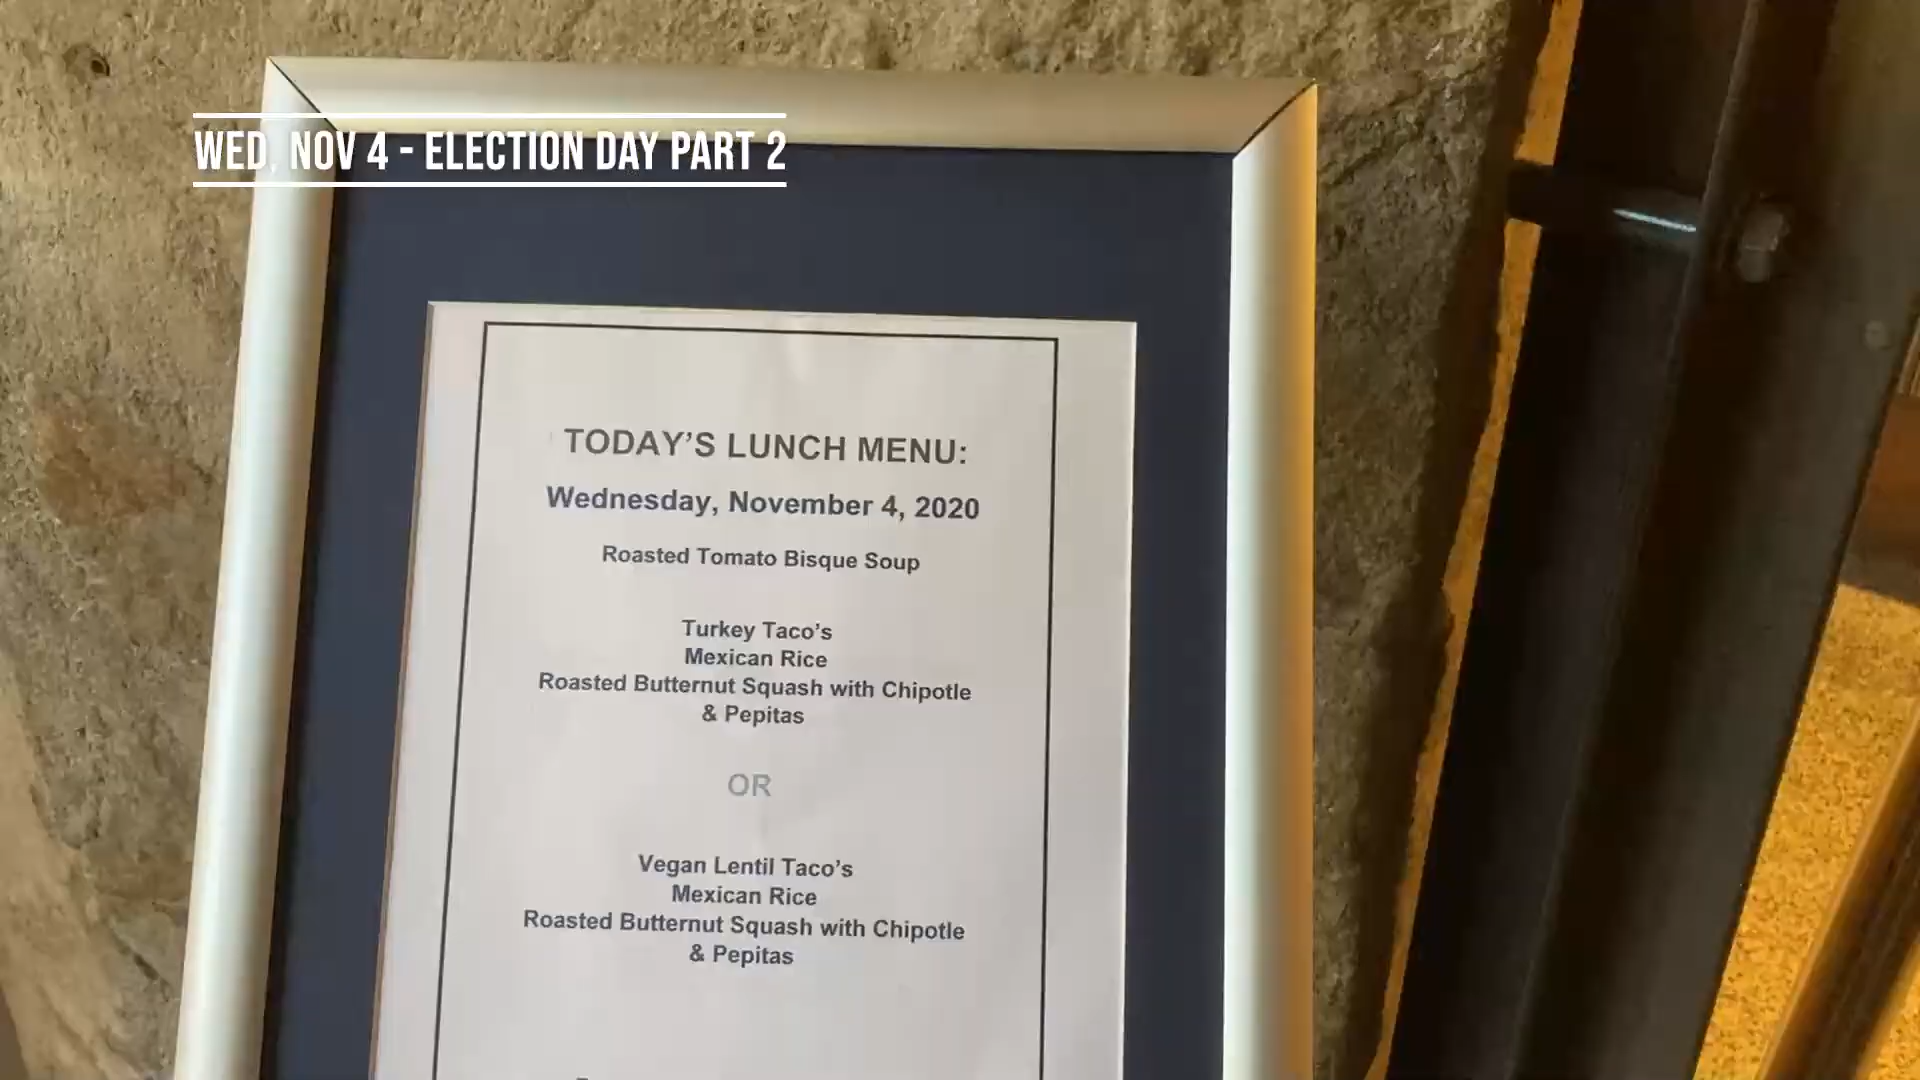 WED, NOV 4 - ELECTION DAY PART 2
TODAY'S LUNCH MENU:
Wednesday, November 4, 2020
Roasted Tomato Bisque Soup
Turkey Taco's
Mexican Rice
Roasted Butternut Squash with Chipotle
& Pepitas
OR
Vegan Lentil Taco's
Mexican Rice
Roasted Butternut Squash with Chipotle
& Pepitas